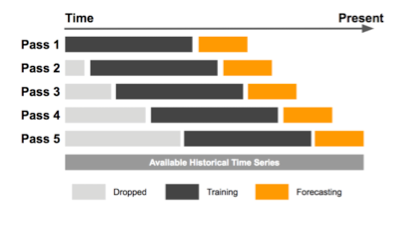 Time Present
Pass 1
Pass 2
Pass 3
Pass 4
Pass 5
Available Historical Time Series
Dropped Training Forecasting